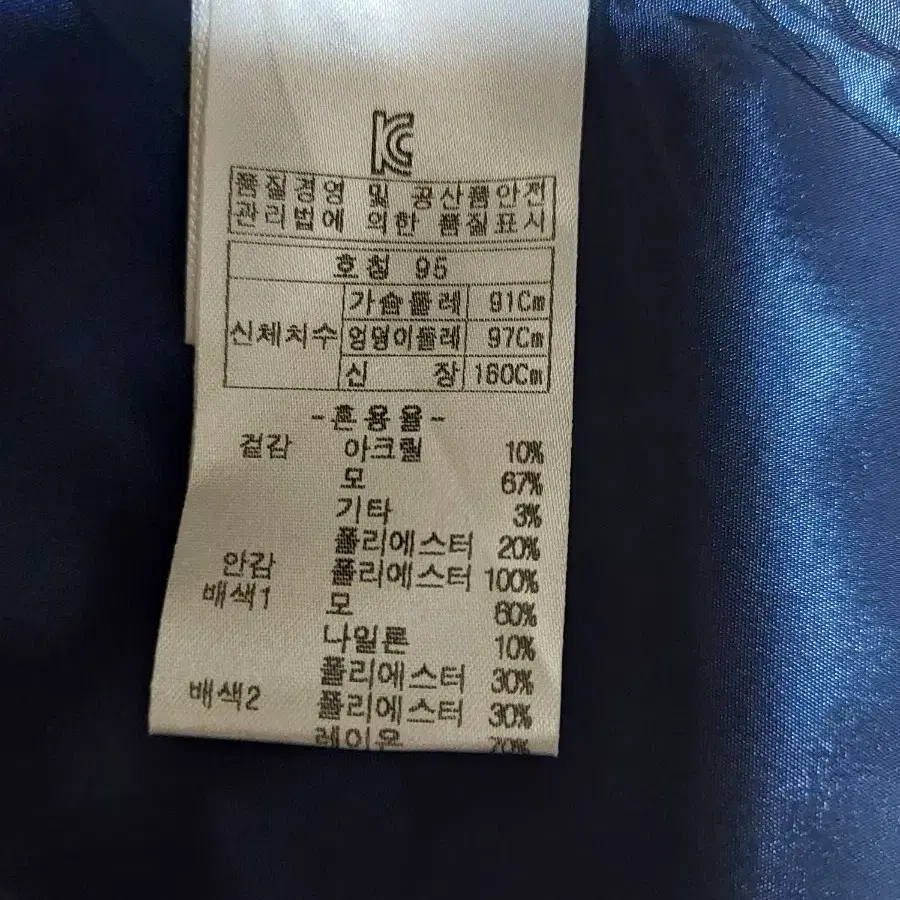 KC
품질경영 및 공산품안전
관리법에 의한 품질표시
호칭 95
신체치수 가슴둘레 91Cm
엉덩이둘레 97Cm
신 장 160Cm
-혼용율-
겉감 아크릴 10%
모 67%
기타 3%
폴리에스터 20%
안감 폴리에스터 100%
배색1 모 60%
나일론 10%
폴리에스터 30%
배색2 폴리에스터 30%
레이온 70%